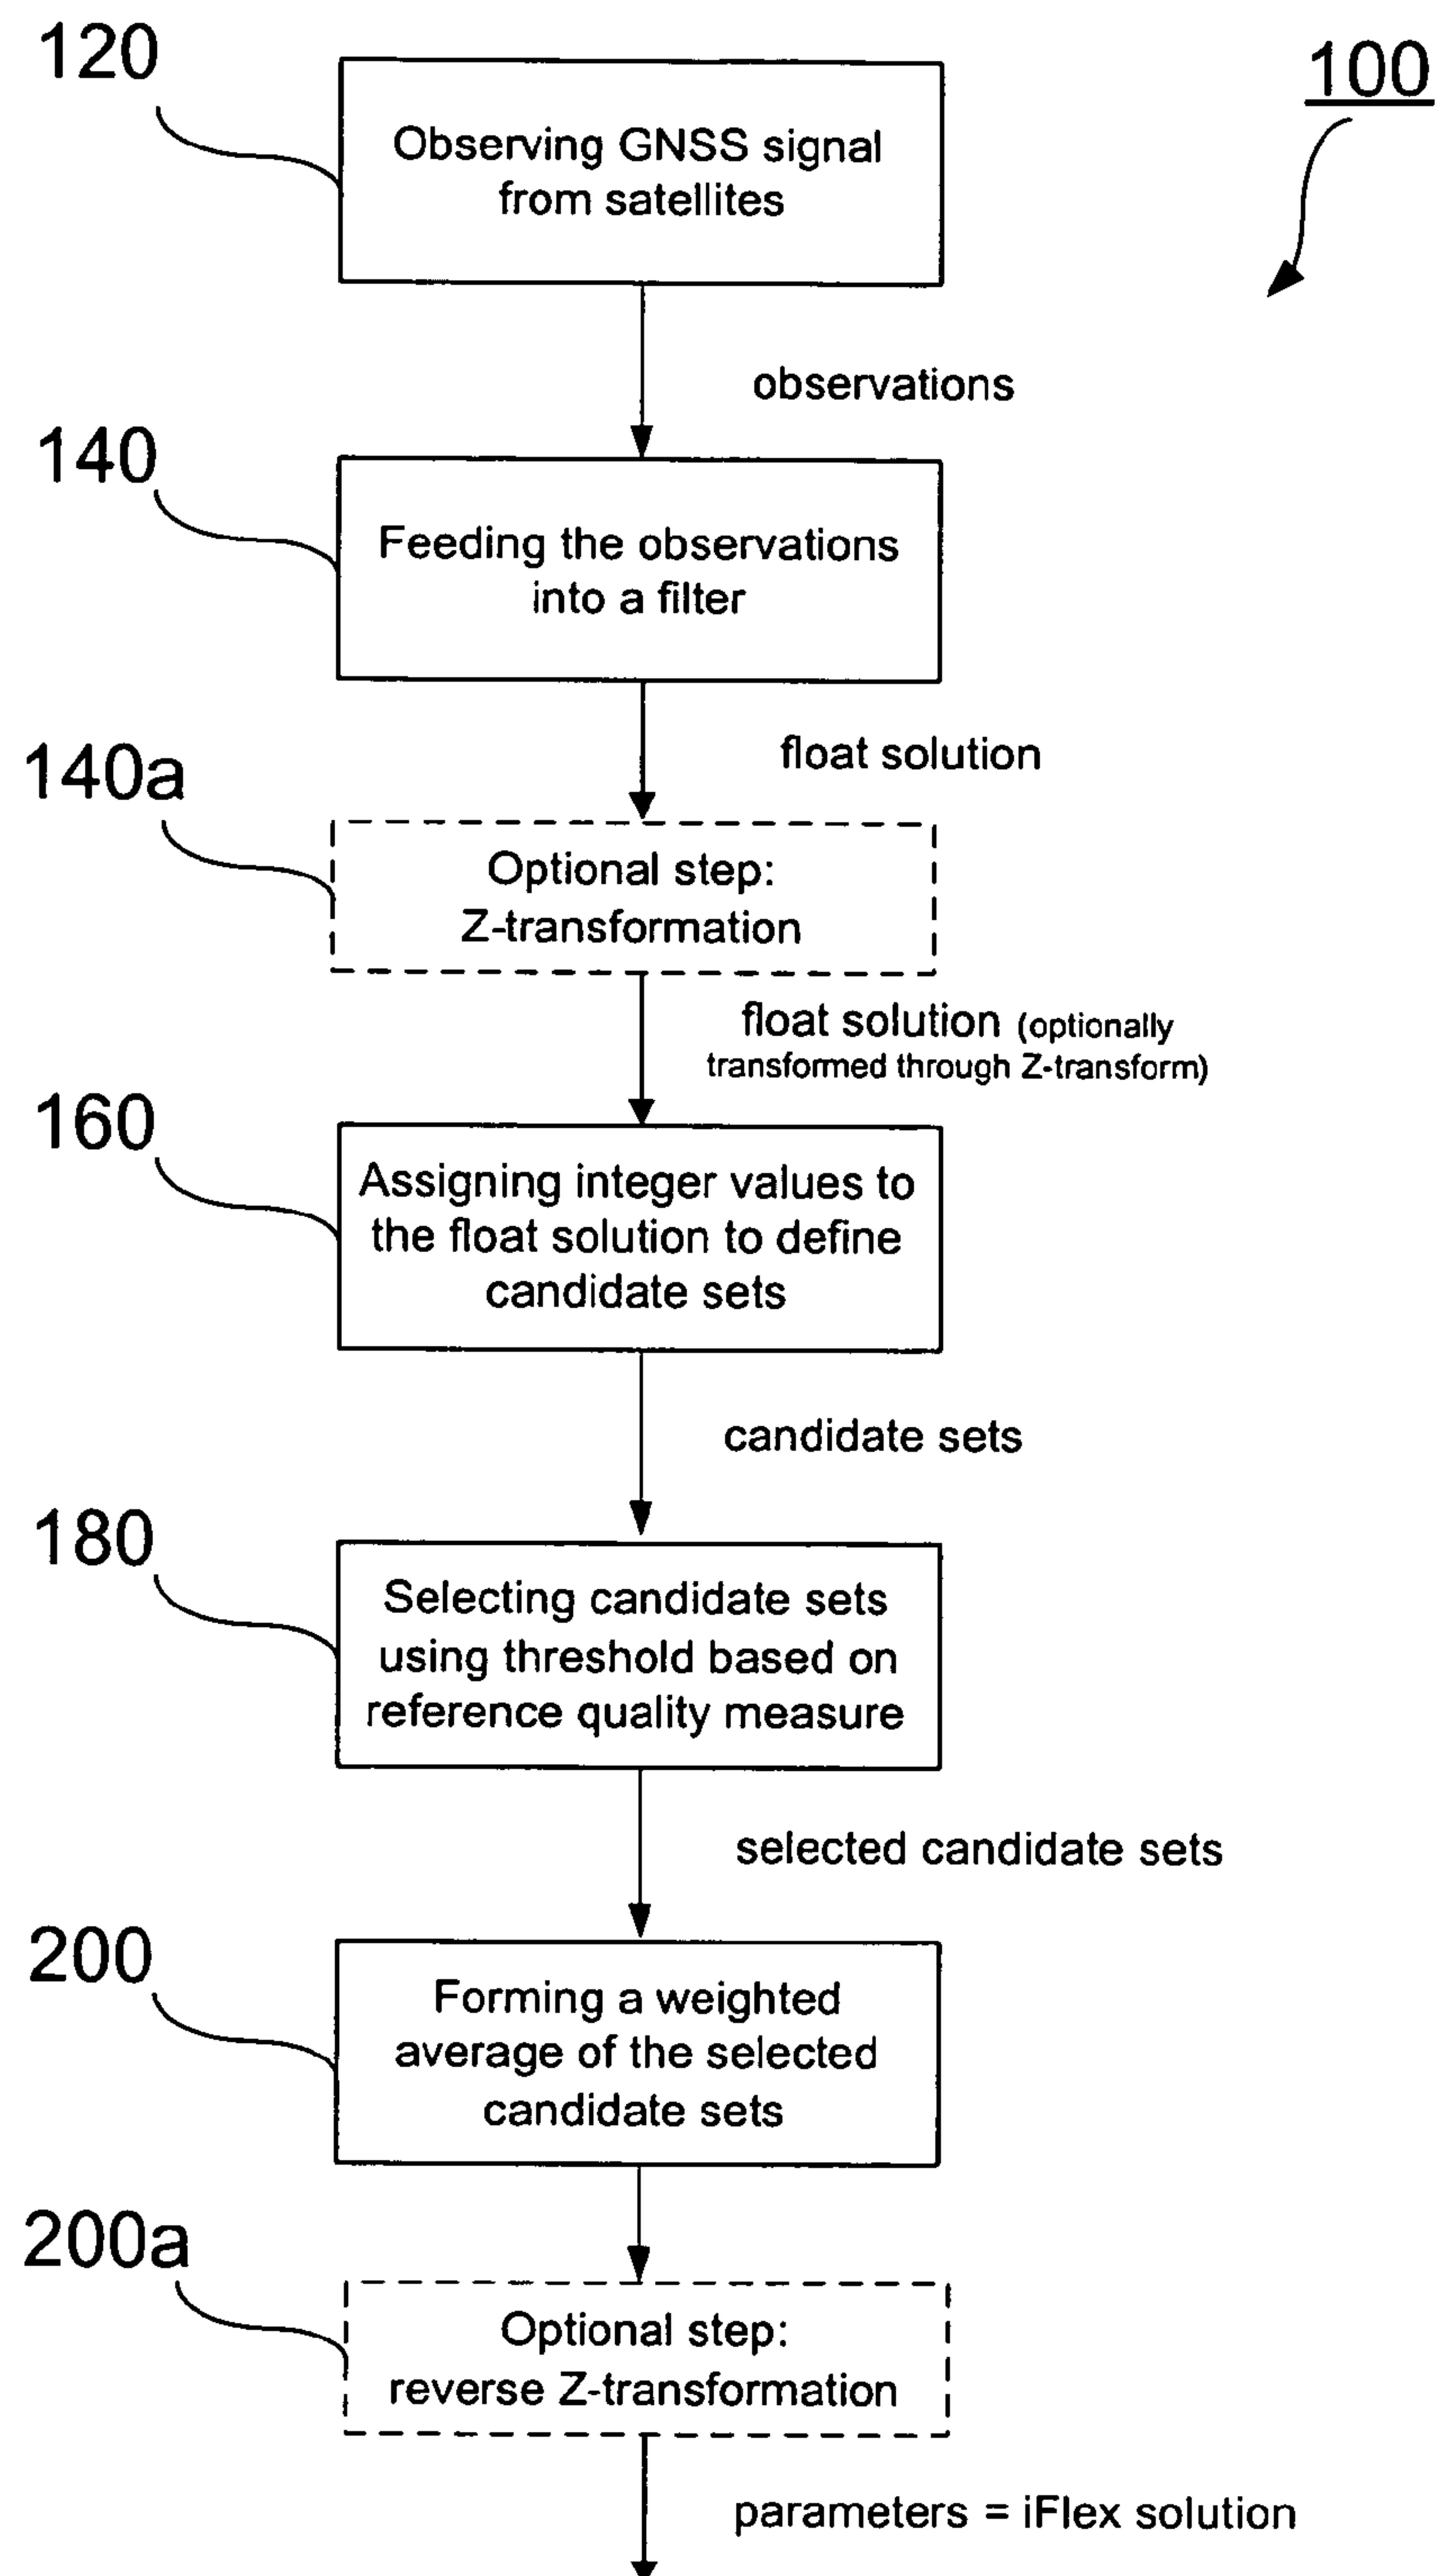 120
100
Observing GNSS signal
from satellites
observations
140
Feeding the observations
into a filter
float solution
140a
Optional step:
Z-transformation
float solution (optionally
transformed through Z-transform)
160
Assigning integer values to
the float solution to define
candidate sets
candidate sets
180
Selecting candidate sets
using threshold based on
reference quality measure
selected candidate sets
200
Forming a weighted
average of the selected
candidate sets
200a
Optional step:
reverse Z-transformation
parameters = iFlex solution